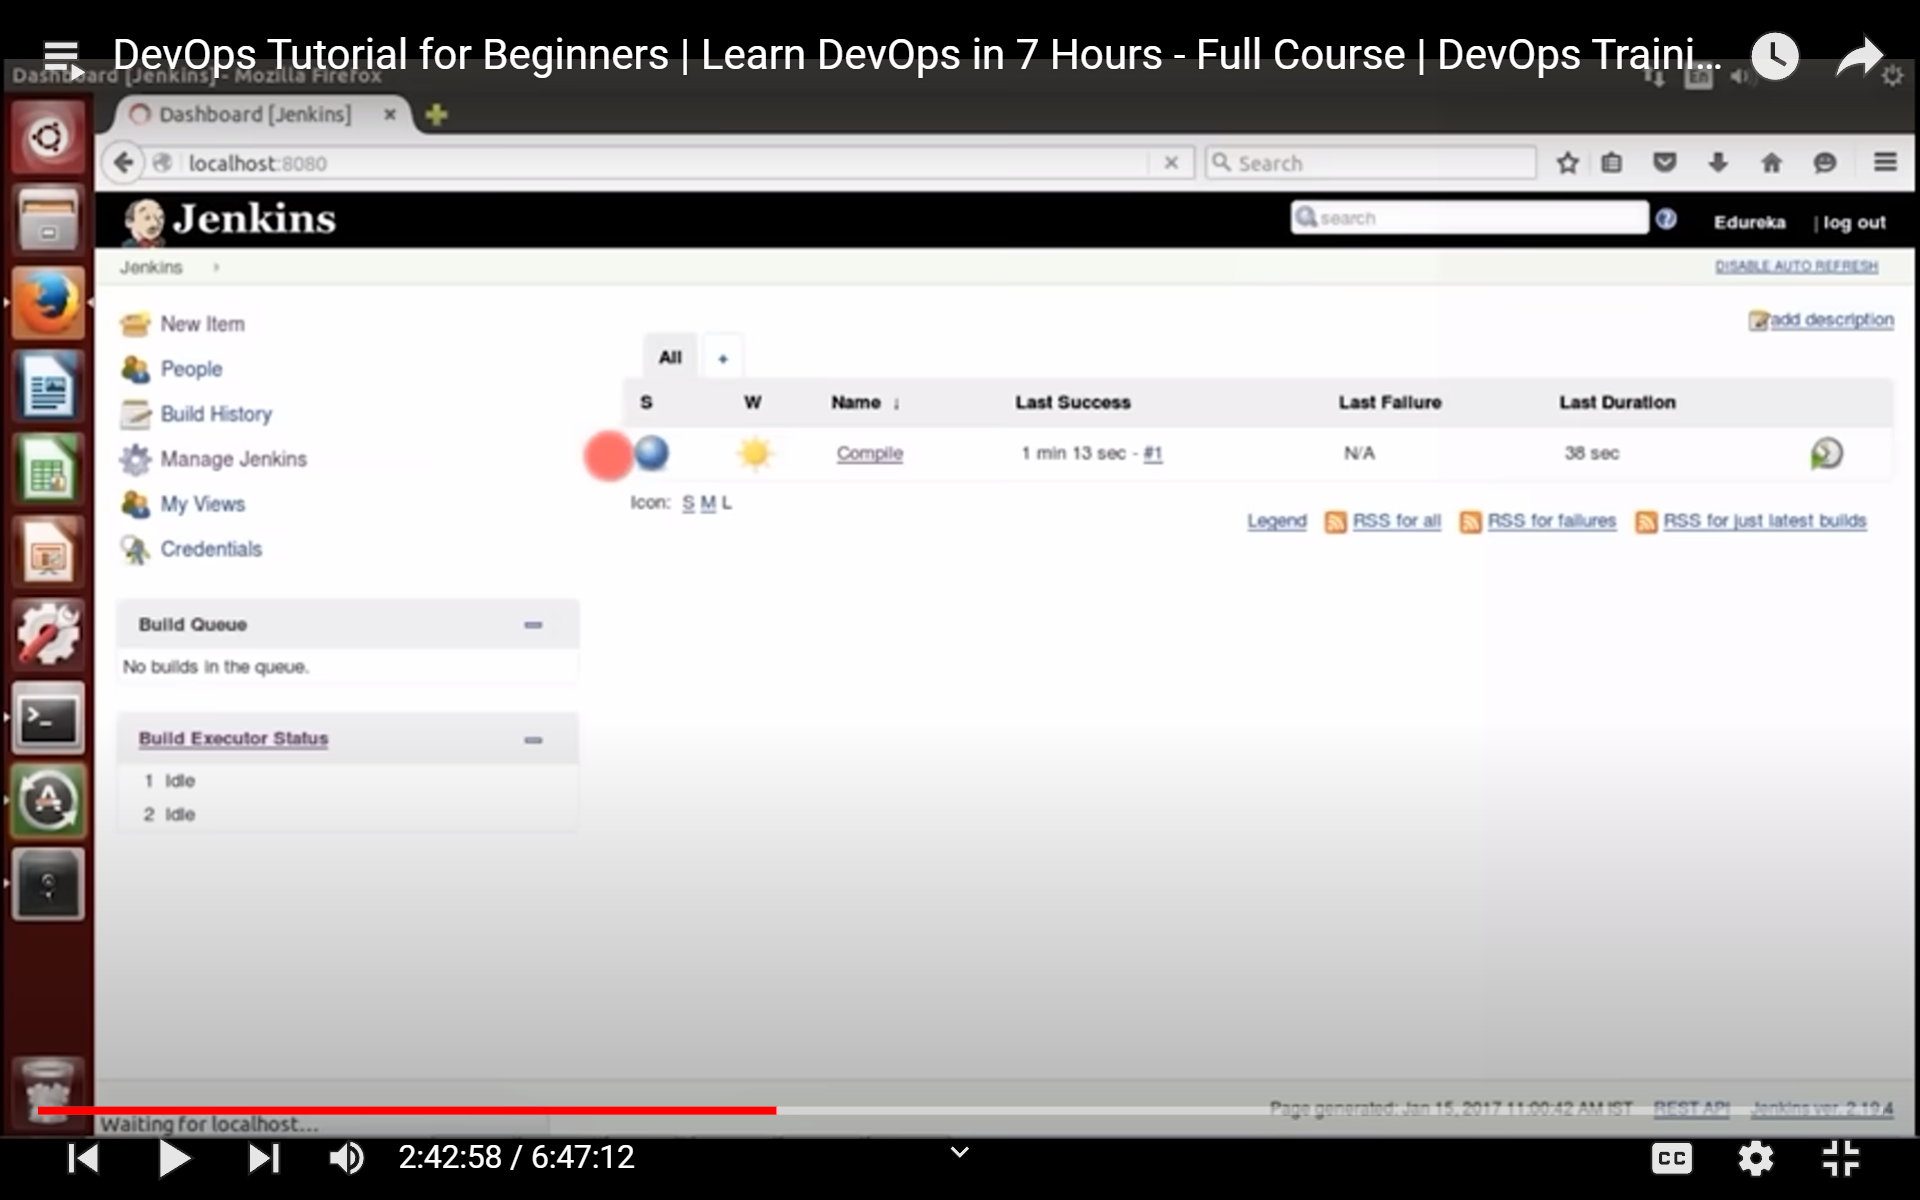 DevOps Tutorial for Beginners | Learn DevOps in 7 Hours - Full Course | DevOps Traini...
Dashboard [Jenkins] - Mozilla Firefox
En
Dashboard [Jenkins]
localhost:8080
Search
Jenkins
search
Edureka | log out
Jenkins
DISABLE AUTO REFRESH
New Item
People
Build History
Manage Jenkins
My Views
Credentials
add description
All +
S W Name ↓ Last Success Last Failure Last Duration
Compile 1 min 13 sec - #1 N/A 38 sec
Icon: S M L
Legend RSS for all RSS for failures RSS for just latest builds
Build Queue
No builds in the queue.
Build Executor Status
1 Idle
2 Idle
Page generated: Jan 15, 2017 11:00:42 AM IST REST API Jenkins ver. 2.19.4
Waiting for localhost...
2:42:58 / 6:47:12
CC